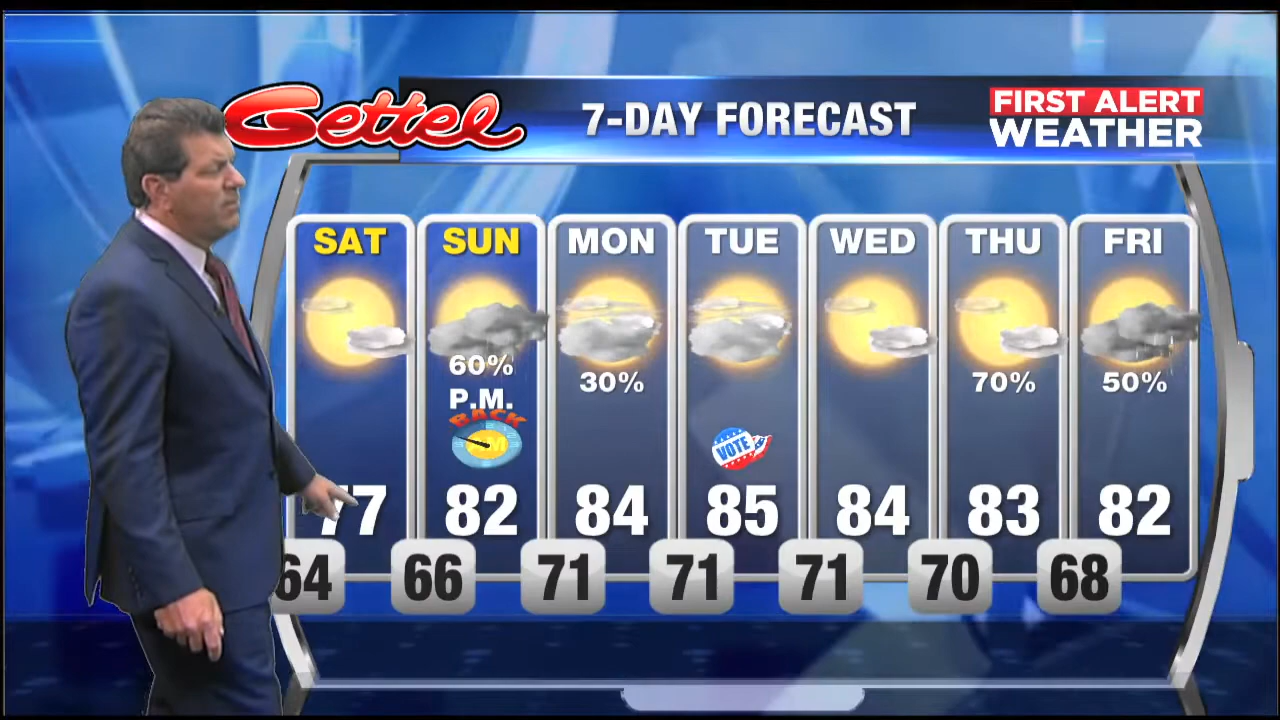 Gettel
7-DAY FORECAST
FIRST ALERT
WEATHER
SAT SUN MON TUE WED THU FRI
60% 30% 70% 50%
P.M.
BACK
VOTE
77 82 84 85 84 83 82
64 66 71 71 71 70 68